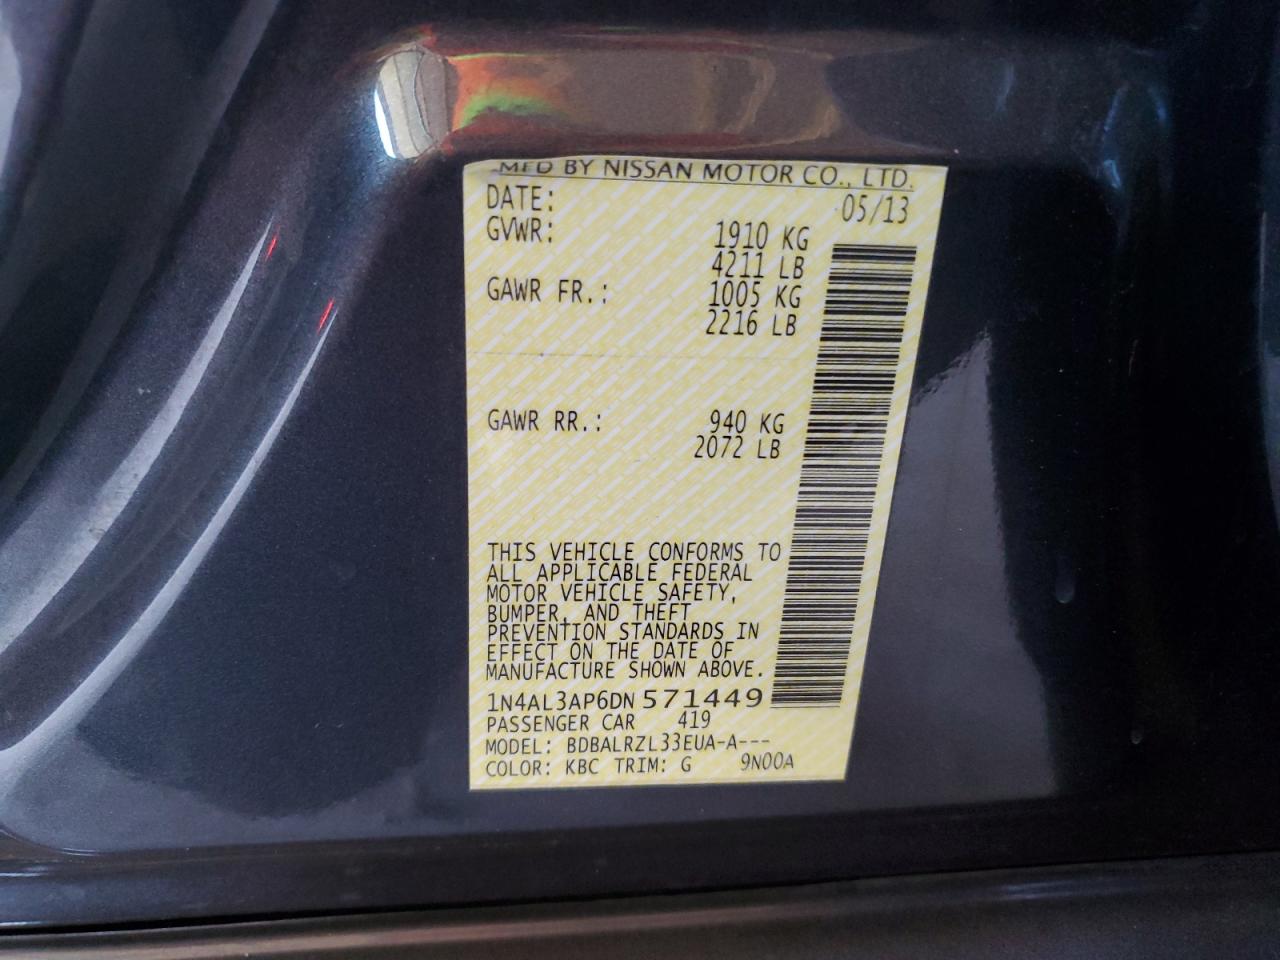 MFD BY NISSAN MOTOR CO., LTD.
DATE: 05/13
GVWR: 1910 KG
4211 LB
GAWR FR.: 1005 KG
2216 LB
GAWR RR.: 940 KG
2072 LB
THIS VEHICLE CONFORMS TO
ALL APPLICABLE FEDERAL
MOTOR VEHICLE SAFETY,
BUMPER, AND THEFT
PREVENTION STANDARDS IN
EFFECT ON THE DATE OF
MANUFACTURE SHOWN ABOVE.
1N4AL3AP6DN571449
PASSENGER CAR 419
MODEL: BDBALRZL33EUA-A---
COLOR: KBC TRIM: G 9N00A